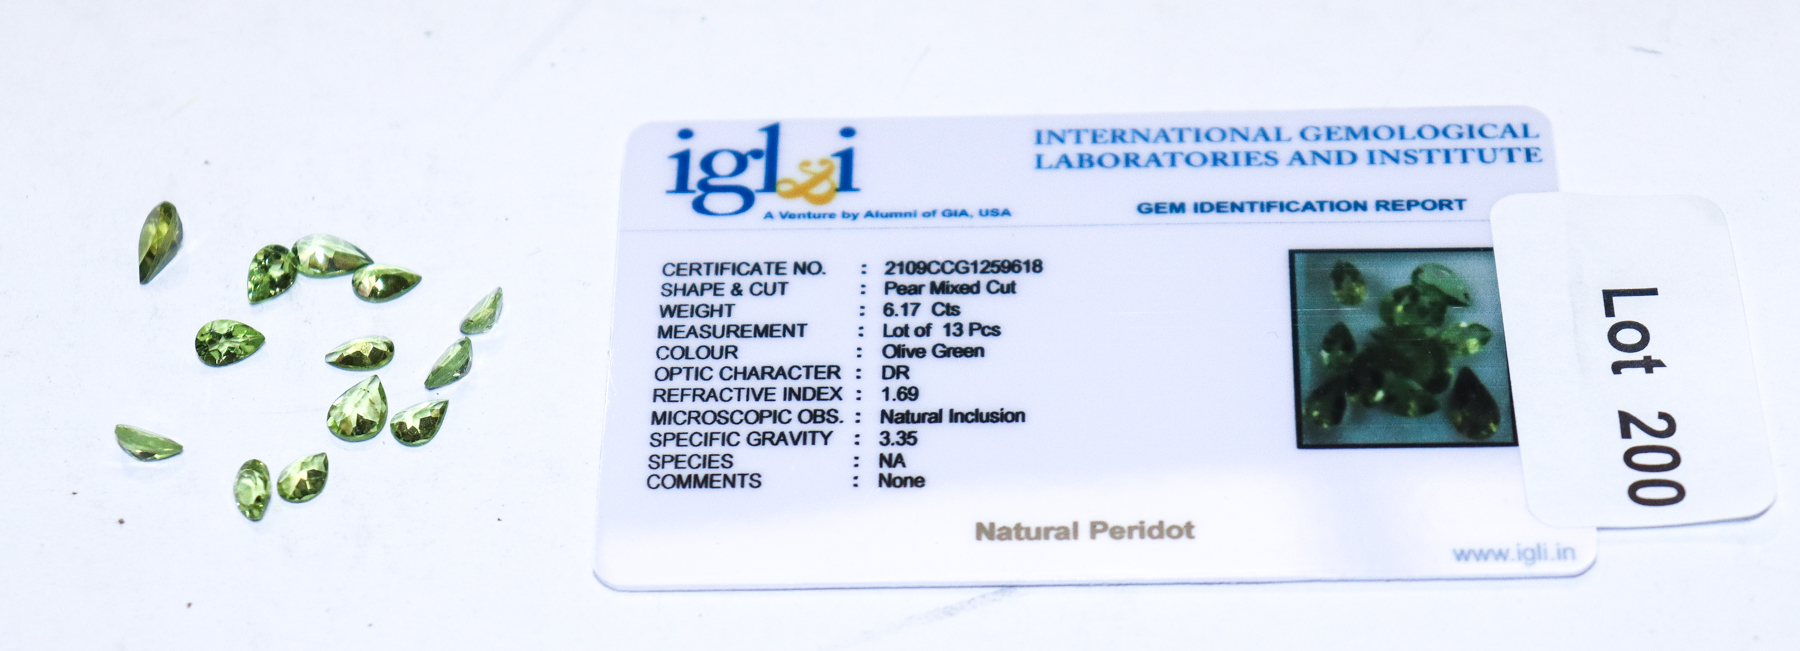 igl&i
A Venture by Alumni of GIA, USA
INTERNATIONAL GEMOLOGICAL
LABORATORIES AND INSTITUTE
GEM IDENTIFICATION REPORT
CERTIFICATE NO. : 2109CCG1259618
SHAPE & CUT : Pear Mixed Cut
WEIGHT : 6.17 Cts
MEASUREMENT : Lot of 13 Pcs
COLOUR : Olive Green
OPTIC CHARACTER : DR
REFRACTIVE INDEX : 1.69
MICROSCOPIC OBS. : Natural Inclusion
SPECIFIC GRAVITY : 3.35
SPECIES : NA
COMMENTS : None
Natural Peridot
www.igli.in
Lot 200